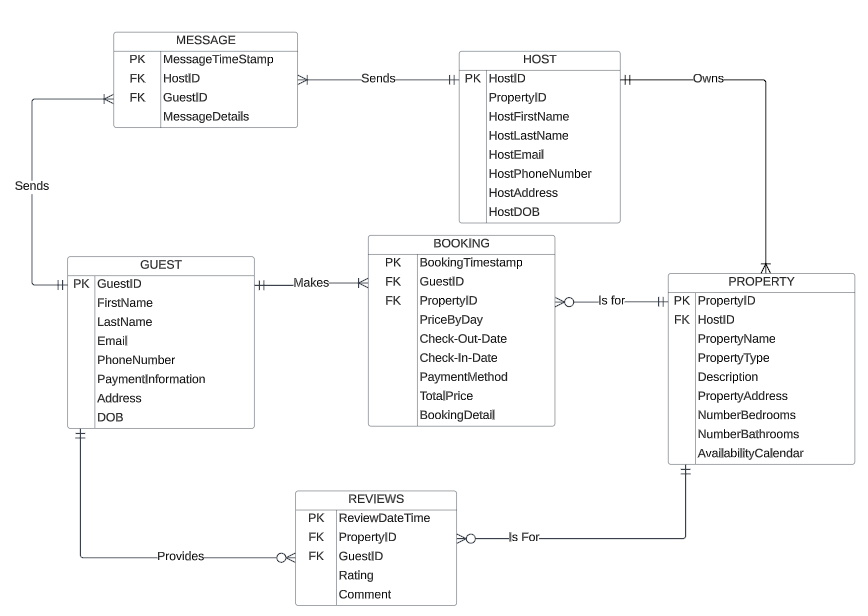 MESSAGE
PK MessageTimeStamp
FK HostID
FK GuestID
MessageDetails
Sends
HOST
PK HostID
PropertyID
HostFirstName
HostLastName
HostEmail
HostPhoneNumber
HostAddress
HostDOB
Owns
Sends
GUEST
PK GuestID
FirstName
LastName
Email
PhoneNumber
PaymentInformation
Address
DOB
Makes
BOOKING
PK BookingTimestamp
FK GuestID
FK PropertyID
PriceByDay
Check-Out-Date
Check-In-Date
PaymentMethod
TotalPrice
BookingDetail
Is for
PROPERTY
PK PropertyID
FK HostID
PropertyName
PropertyType
Description
PropertyAddress
NumberBedrooms
NumberBathrooms
AvailabilityCalendar
Provides
REVIEWS
PK ReviewDateTime
FK PropertyID
FK GuestID
Rating
Comment
Is For